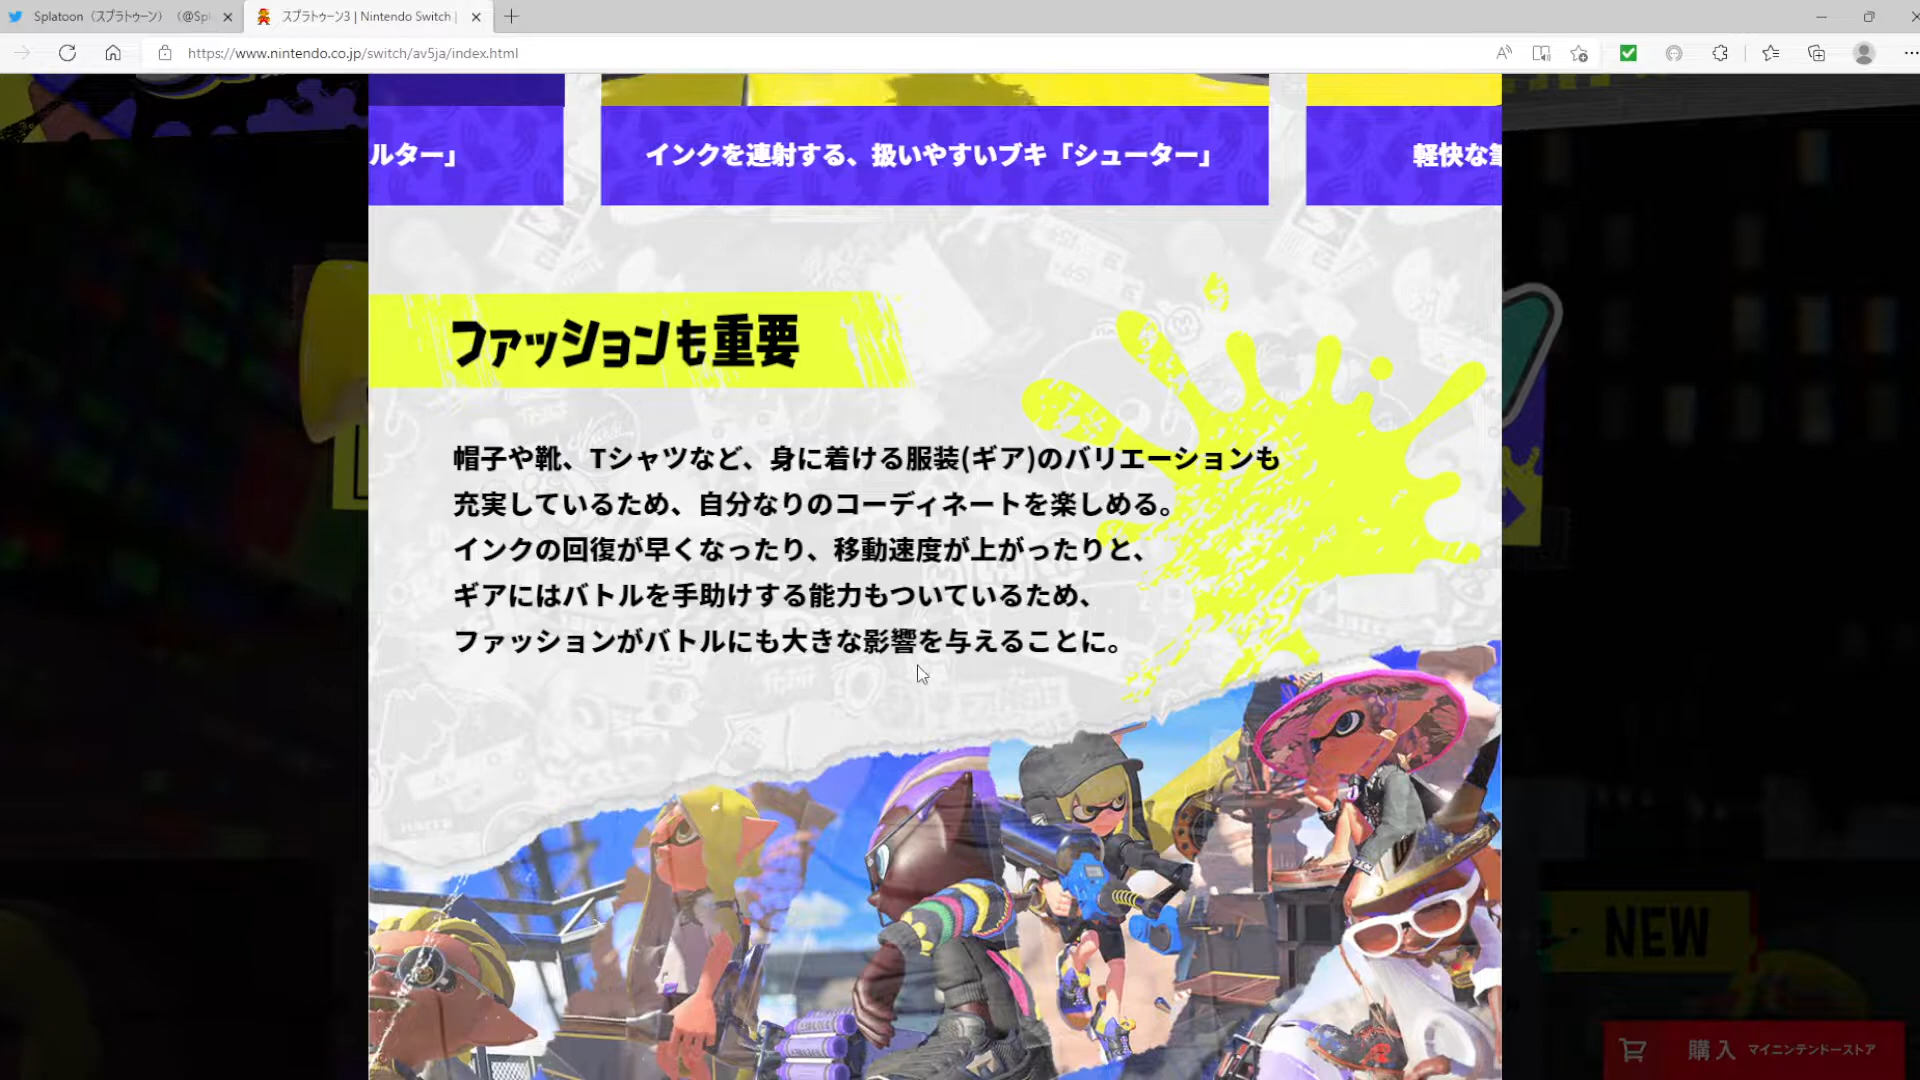 Splatoon（スプラトゥーン）（@Sp
スプラトゥーン3 | Nintendo Switch |
https://www.nintendo.co.jp/switch/av5ja/index.html
ルター」
インクを連射する、扱いやすいブキ「シューター」
軽快な筆
ファッションも重要
帽子や靴、Tシャツなど、身に着ける服装(ギア)のバリエーションも
充実しているため、自分なりのコーディネートを楽しめる。
インクの回復が早くなったり、移動速度が上がったりと、
ギアにはバトルを手助けする能力もついているため、
ファッションがバトルにも大きな影響を与えることに。
NEW
購入 マイニンテンドーストア